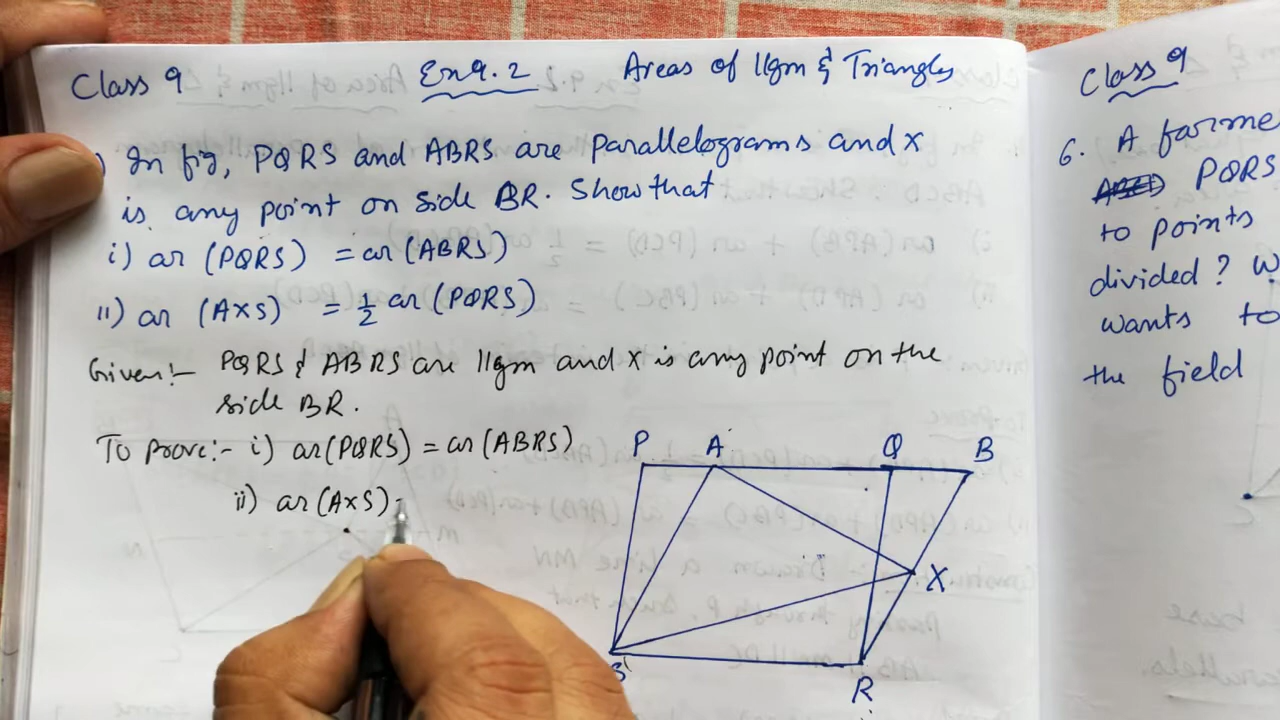 Class 9 Ex 9.2 Areas of llgm & Triangles
) In fig, PQRS and ABRS are Parallelograms and X
is any point on side BR. Show that
i) ar (PQRS) = ar (ABRS)
ii) ar (AXS) = 1/2 ar (PQRS)
Given:- PQRS & ABRS are llgm and X is any point on the
side BR.
To Prove:- i) ar (PQRS) = ar (ABRS)
ii) ar (AXS) =
P A Q B
X
S
R
Class 9
6. A farme
PQRS
to points
divided? W
wants to
the field